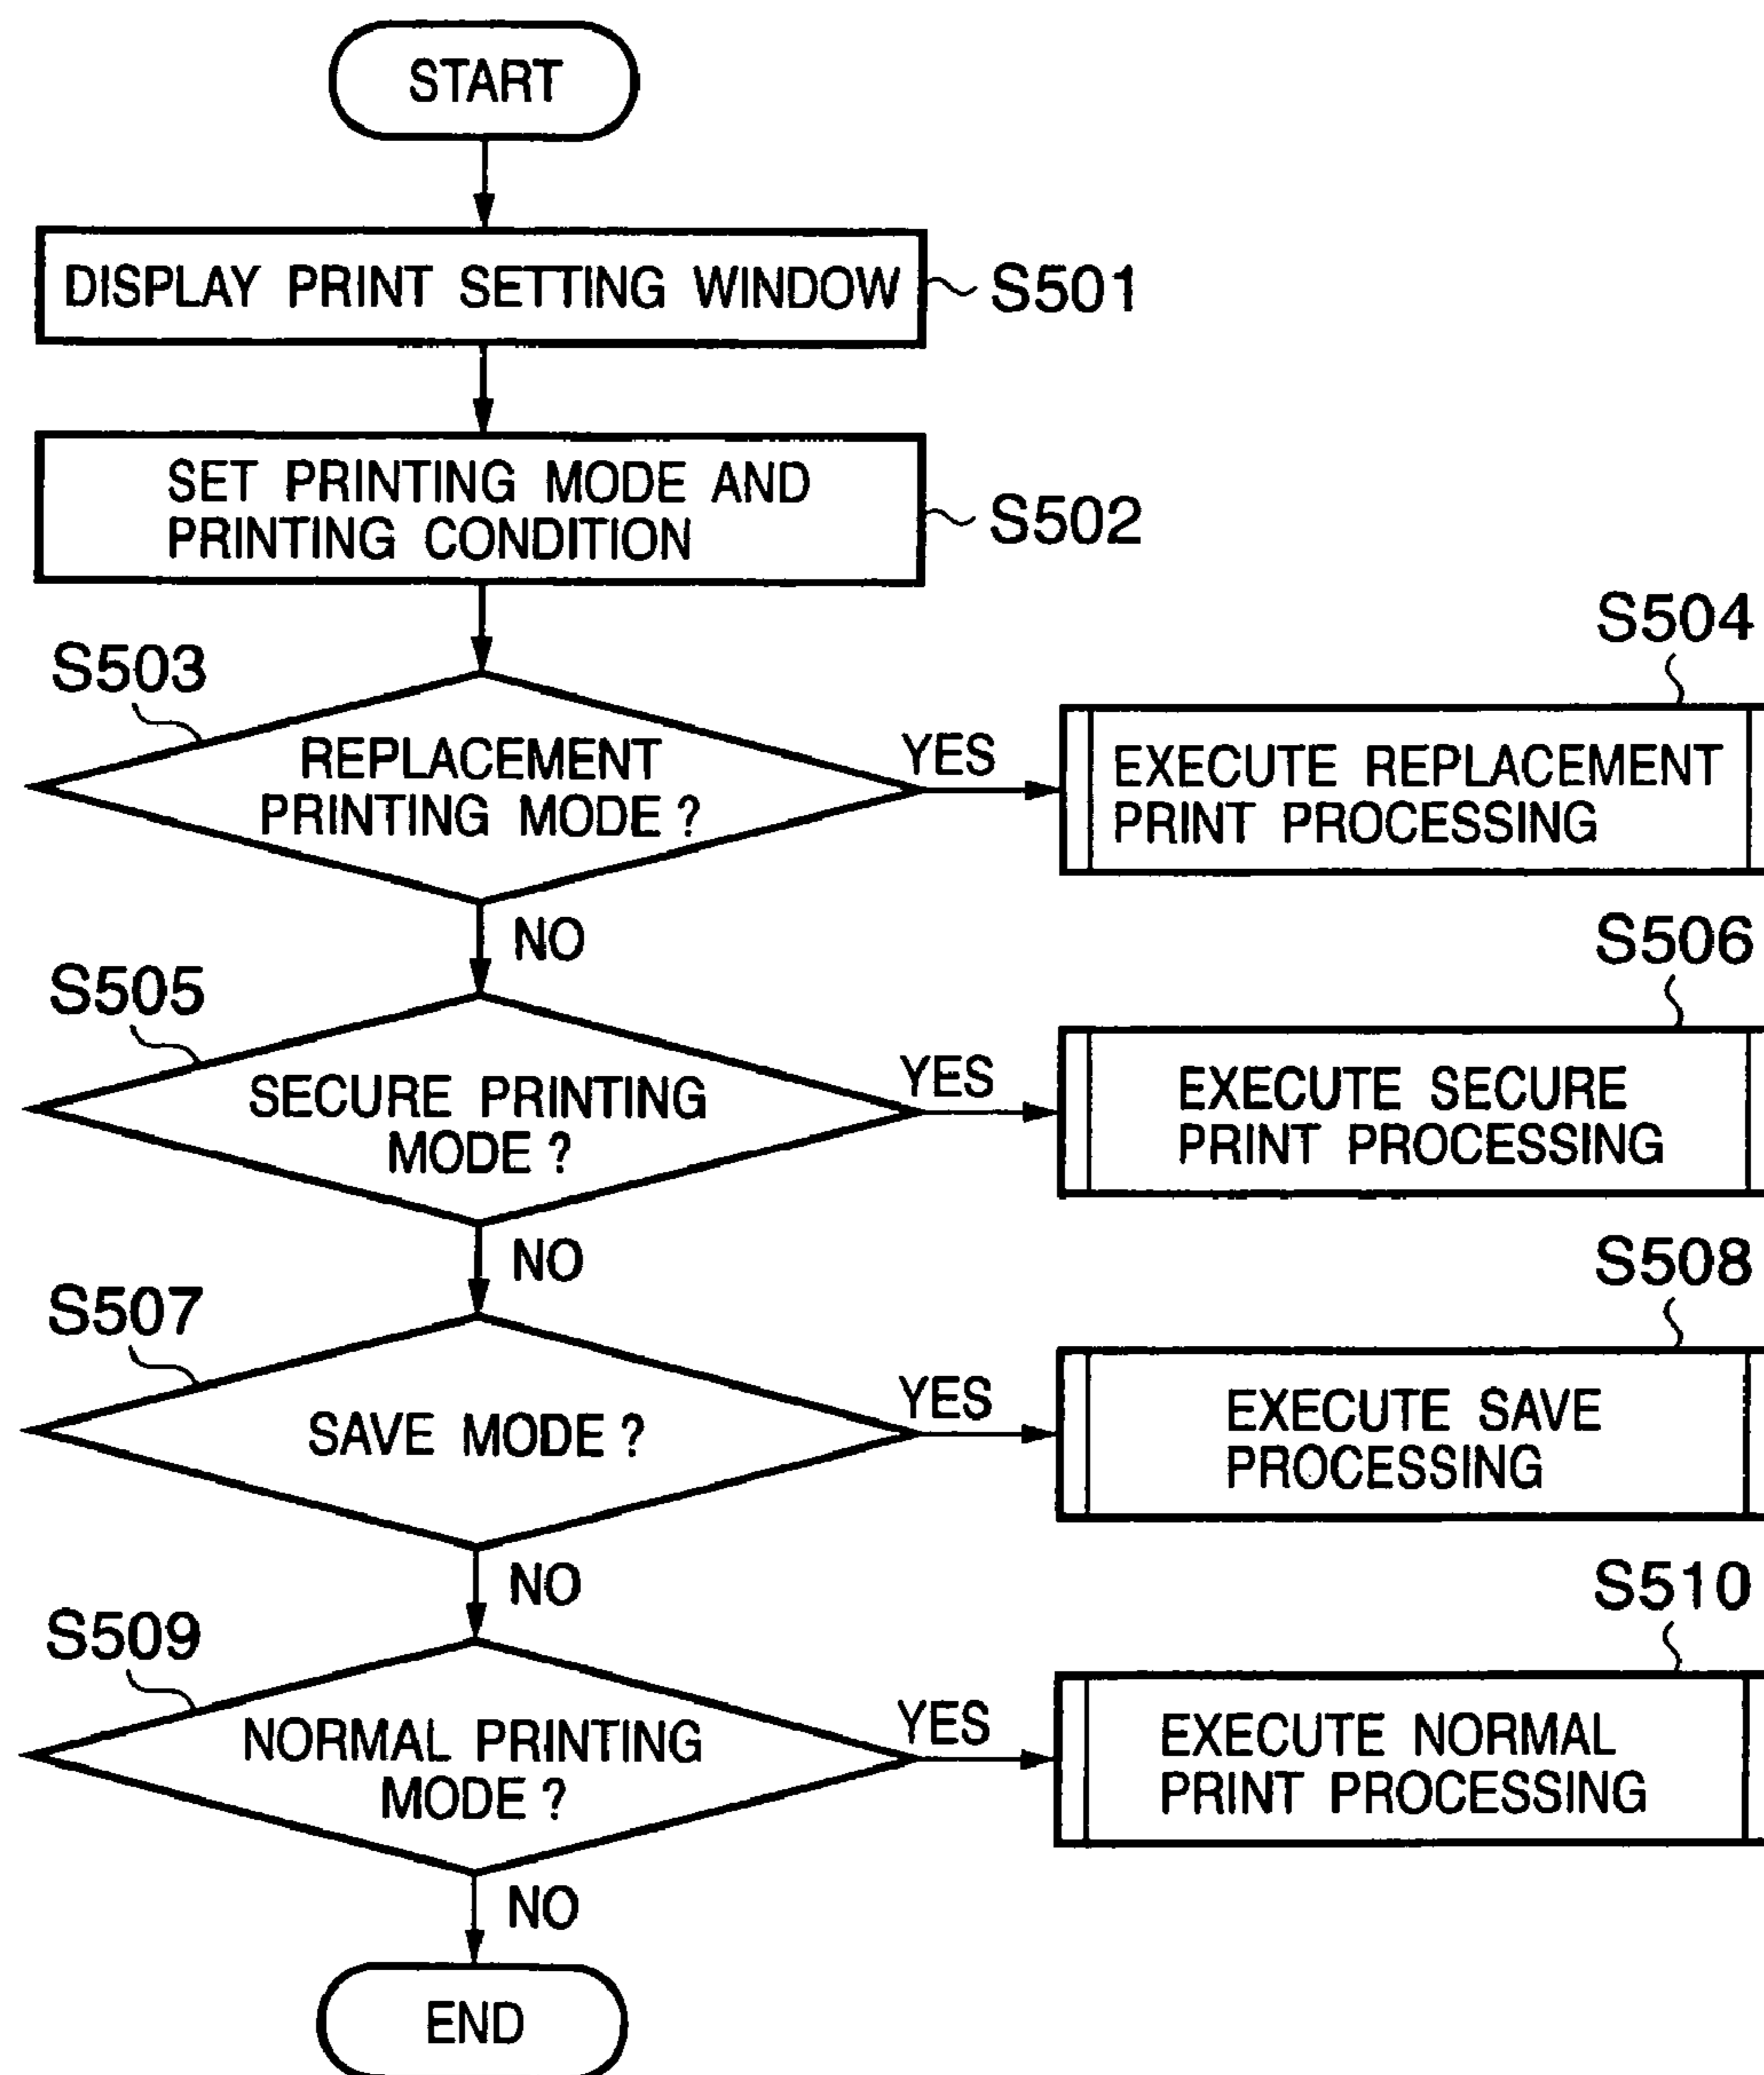 START
DISPLAY PRINT SETTING WINDOW
S501
SET PRINTING MODE AND
PRINTING CONDITION
S502
S503
REPLACEMENT
PRINTING MODE ?
YES
S504
EXECUTE REPLACEMENT
PRINT PROCESSING
NO
S505
SECURE PRINTING
MODE ?
YES
S506
EXECUTE SECURE
PRINT PROCESSING
NO
S507
SAVE MODE ?
YES
S508
EXECUTE SAVE
PROCESSING
NO
S509
NORMAL PRINTING
MODE ?
YES
S510
EXECUTE NORMAL
PRINT PROCESSING
NO
END